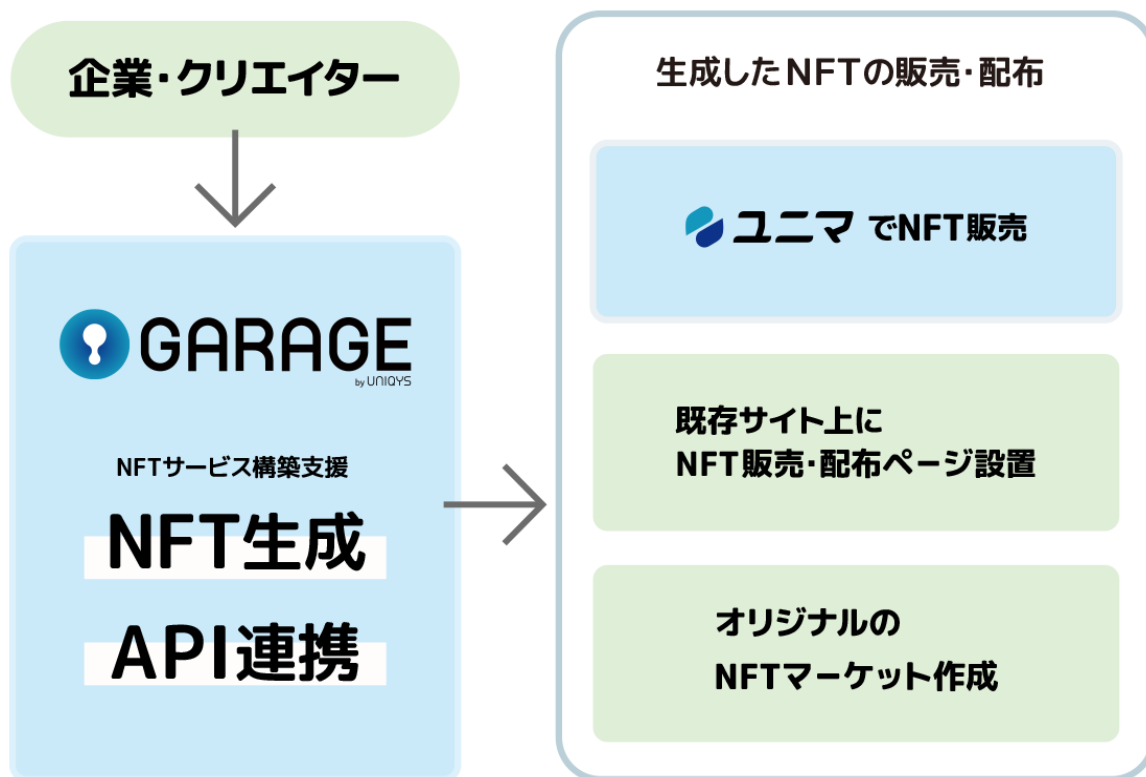 企業・クリエイター
GARAGE
by UNIQYS
NFTサービス構築支援
NFT生成
API連携
生成したNFTの販売・配布
ユニマ でNFT販売
既存サイト上に
NFT販売・配布ページ設置
オリジナルの
NFTマーケット作成